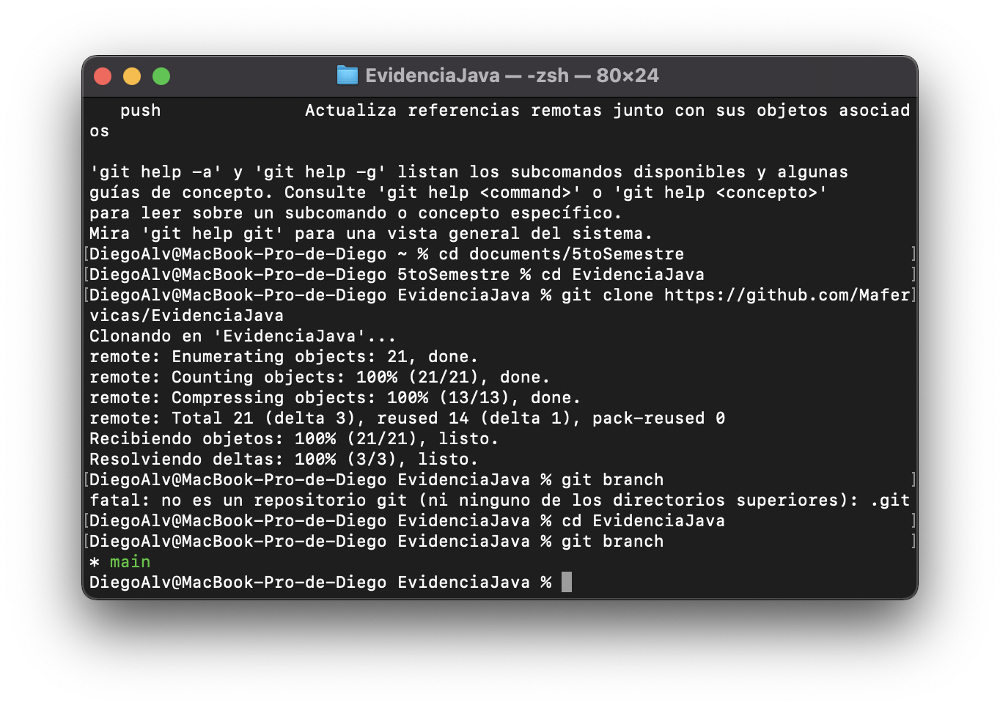 EvidenciaJava — -zsh — 80×24
push Actualiza referencias remotas junto con sus objetos asociad
os
'git help -a' y 'git help -g' listan los subcomandos disponibles y algunas
guías de concepto. Consulte 'git help <command>' o 'git help <concepto>'
para leer sobre un subcomando o concepto específico.
Mira 'git help git' para una vista general del sistema.
[DiegoAlv@MacBook-Pro-de-Diego ~ % cd documents/5toSemestre ]
[DiegoAlv@MacBook-Pro-de-Diego 5toSemestre % cd EvidenciaJava ]
[DiegoAlv@MacBook-Pro-de-Diego EvidenciaJava % git clone https://github.com/Mafer]
vicas/EvidenciaJava
Clonando en 'EvidenciaJava'...
remote: Enumerating objects: 21, done.
remote: Counting objects: 100% (21/21), done.
remote: Compressing objects: 100% (13/13), done.
remote: Total 21 (delta 3), reused 14 (delta 1), pack-reused 0
Recibiendo objetos: 100% (21/21), listo.
Resolviendo deltas: 100% (3/3), listo.
[DiegoAlv@MacBook-Pro-de-Diego EvidenciaJava % git branch ]
fatal: no es un repositorio git (ni ninguno de los directorios superiores): .git
[DiegoAlv@MacBook-Pro-de-Diego EvidenciaJava % cd EvidenciaJava ]
[DiegoAlv@MacBook-Pro-de-Diego EvidenciaJava % git branch ]
* main
DiegoAlv@MacBook-Pro-de-Diego EvidenciaJava %